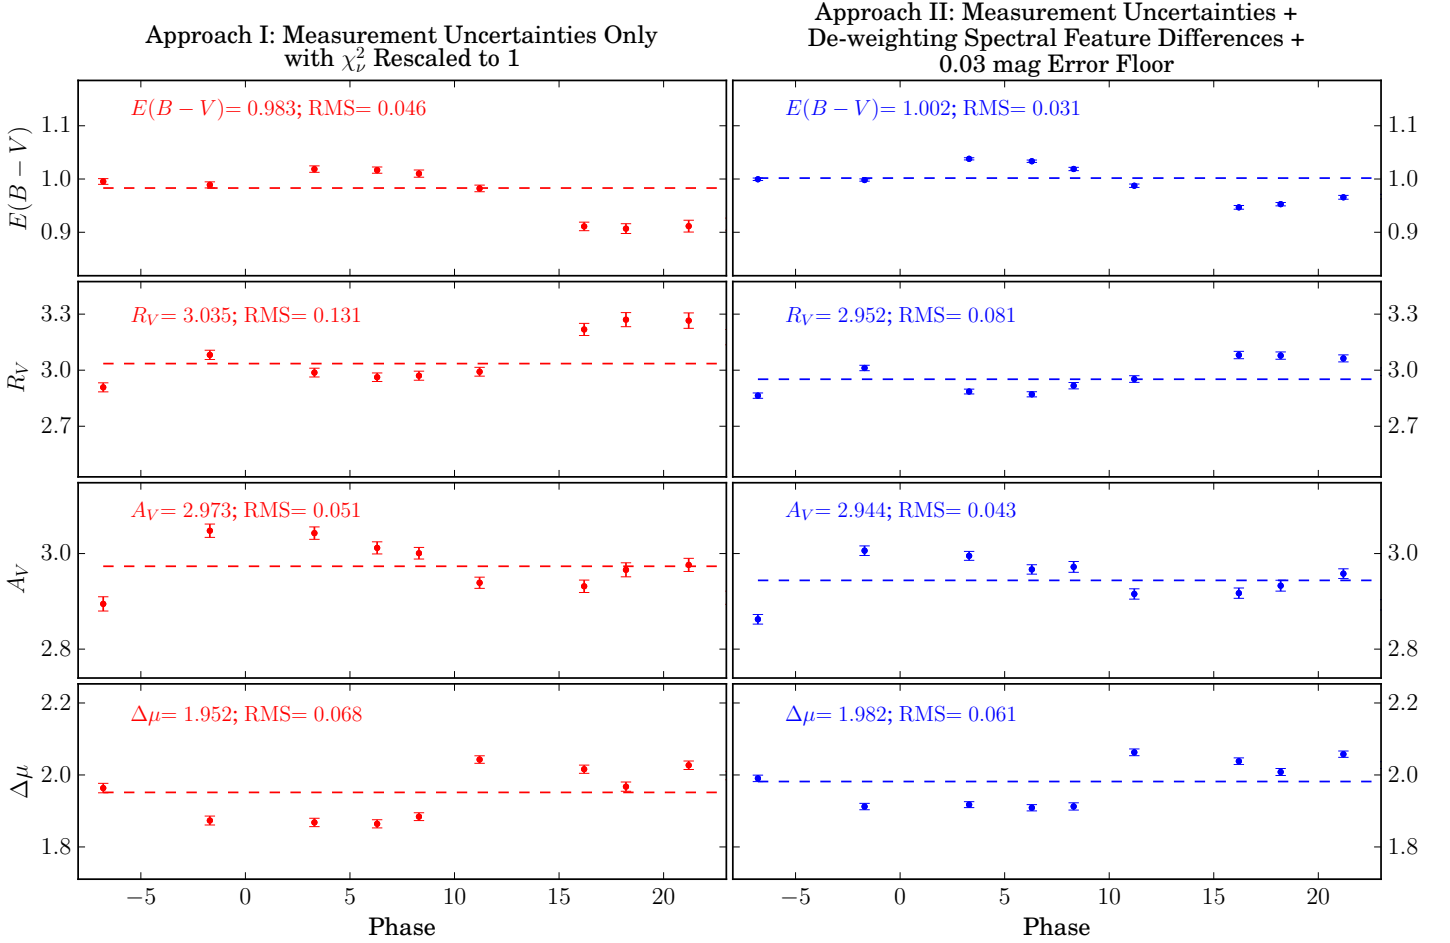 Approach I: Measurement Uncertainties Only
with χ²ᵥ Rescaled to 1
Approach II: Measurement Uncertainties +
De-weighting Spectral Feature Differences +
0.03 mag Error Floor
E(B − V)
1.1
1.0
0.9
E(B − V)= 0.983; RMS= 0.046
E(B − V)= 1.002; RMS= 0.031
1.1
1.0
0.9
R_V
3.3
3.0
2.7
R_V = 3.035; RMS= 0.131
R_V = 2.952; RMS= 0.081
3.3
3.0
2.7
A_V
3.0
2.8
A_V = 2.973; RMS= 0.051
A_V = 2.944; RMS= 0.043
3.0
2.8
Δμ
2.2
2.0
1.8
Δμ= 1.952; RMS= 0.068
Δμ= 1.982; RMS= 0.061
2.2
2.0
1.8
−5 0 5 10 15 20
−5 0 5 10 15 20
Phase
Phase